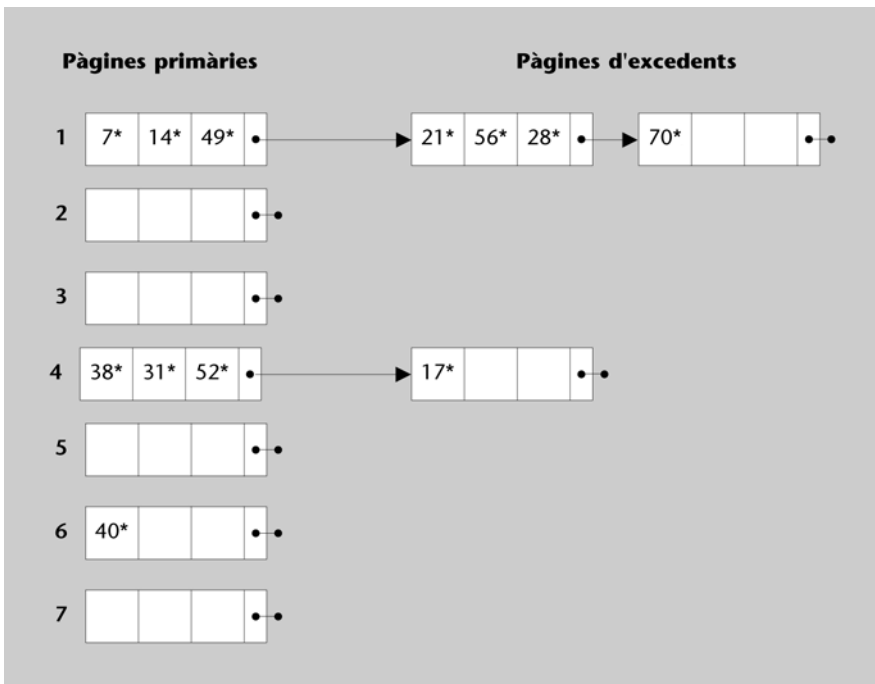 Pàgines primàries Pàgines d'excedents
1 7* 14* 49* 21* 56* 28* 70*
2
3
4 38* 31* 52* 17*
5
6 40*
7